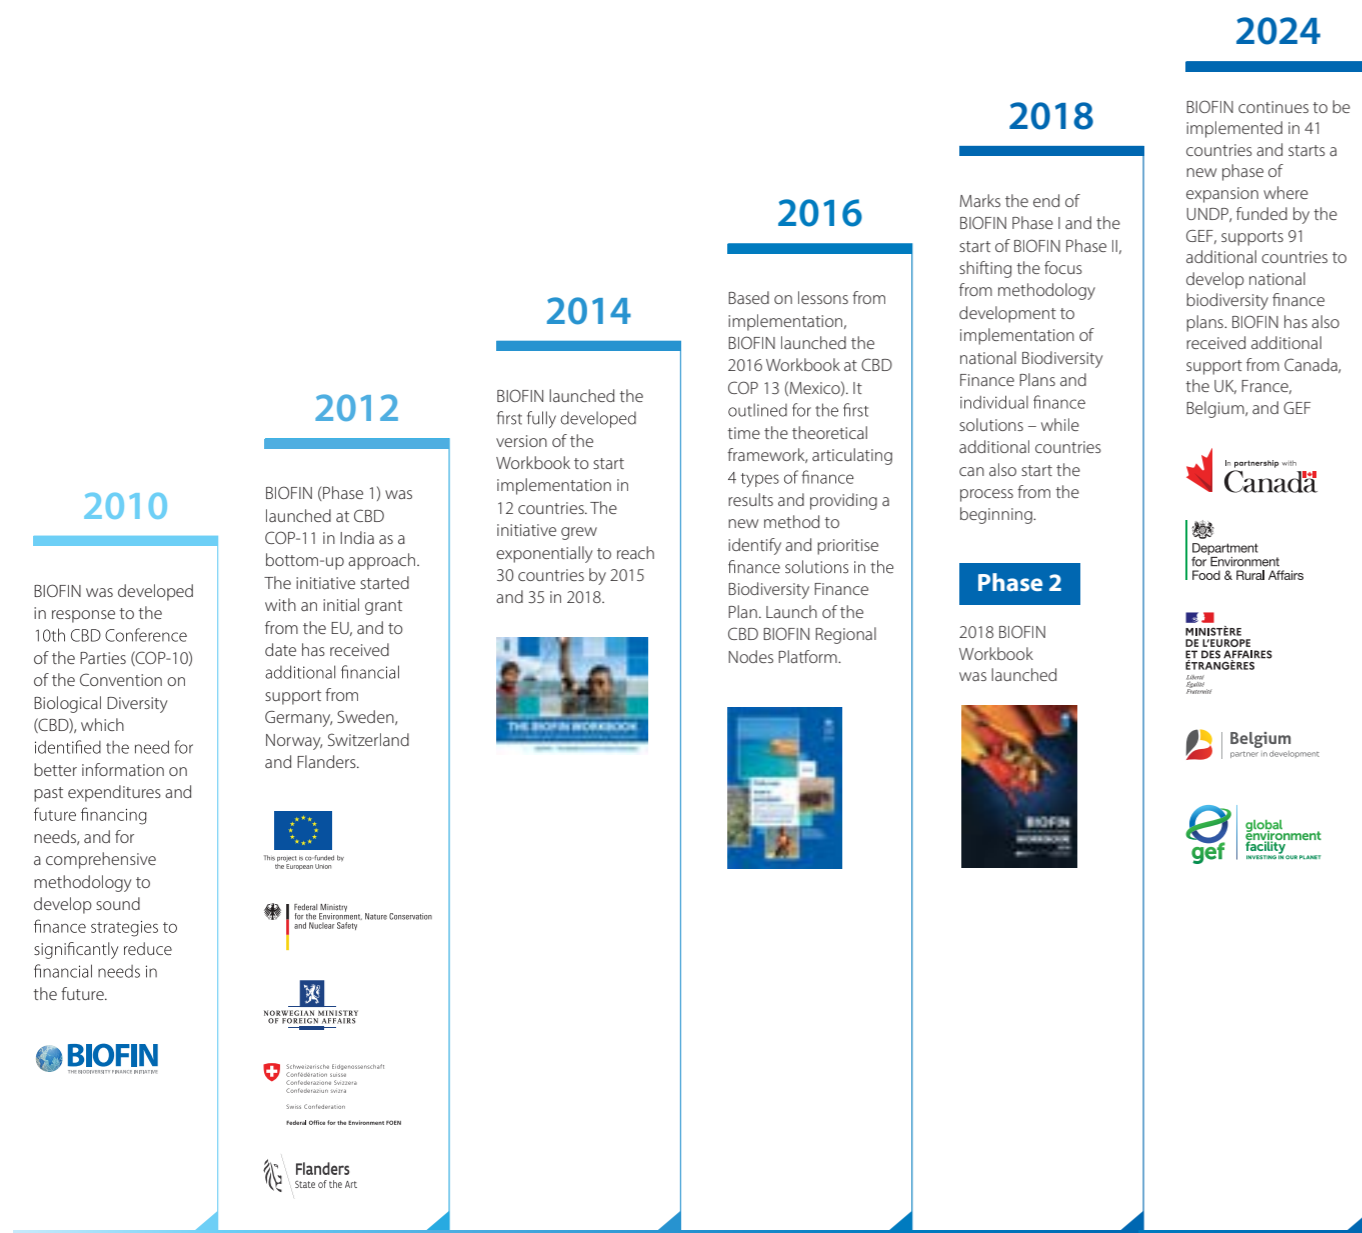 2010
BIOFIN was developed
in response to the
10th CBD Conference
of the Parties (COP-10)
of the Convention on
Biological Diversity
(CBD), which
identified the need for
better information on
past expenditures and
future financing
needs, and for
a comprehensive
methodology to
develop sound
finance strategies to
significantly reduce
financial needs in
the future.
BIOFIN
THE BIODIVERSITY FINANCE INITIATIVE
2012
BIOFIN (Phase 1) was
launched at CBD
COP-11 in India as a
bottom-up approach.
The initiative started
with an initial grant
from the EU, and to
date has received
additional financial
support from
Germany, Sweden,
Norway, Switzerland
and Flanders.
This project is co-funded by
the European Union
Federal Ministry
for the Environment, Nature Conservation
and Nuclear Safety
NORWEGIAN MINISTRY
OF FOREIGN AFFAIRS
Schweizerische Eidgenossenschaft
Confédération suisse
Confederazione Svizzera
Confederaziun svizra
Swiss Confederation
Federal Office for the Environment FOEN
Flanders
State of the Art
2014
BIOFIN launched the
first fully developed
version of the
Workbook to start
implementation in
12 countries. The
initiative grew
exponentially to reach
30 countries by 2015
and 35 in 2018.
THE BIOFIN WORKBOOK
2016
Based on lessons from
implementation,
BIOFIN launched the
2016 Workbook at CBD
COP 13 (Mexico). It
outlined for the first
time the theoretical
framework, articulating
4 types of finance
results and providing a
new method to
identify and prioritise
finance solutions in the
Biodiversity Finance
Plan. Launch of the
CBD BIOFIN Regional
Nodes Platform.
2018
Marks the end of
BIOFIN Phase I and the
start of BIOFIN Phase II,
shifting the focus
from methodology
development to
implementation of
national Biodiversity
Finance Plans and
individual finance
solutions – while
additional countries
can also start the
process from the
beginning.
Phase 2
2018 BIOFIN
Workbook
was launched
BIOFIN
WORKBOOK
2024
BIOFIN continues to be
implemented in 41
countries and starts a
new phase of
expansion where
UNDP, funded by the
GEF, supports 91
additional countries to
develop national
biodiversity finance
plans. BIOFIN has also
received additional
support from Canada,
the UK, France,
Belgium, and GEF
In partnership with
Canada
Department
for Environment
Food & Rural Affairs
MINISTÈRE
DE L'EUROPE
ET DES AFFAIRES
ÉTRANGÈRES
Liberté
Égalité
Fraternité
Belgium
partner in development
gef
global
environment
facility
INVESTING IN OUR PLANET